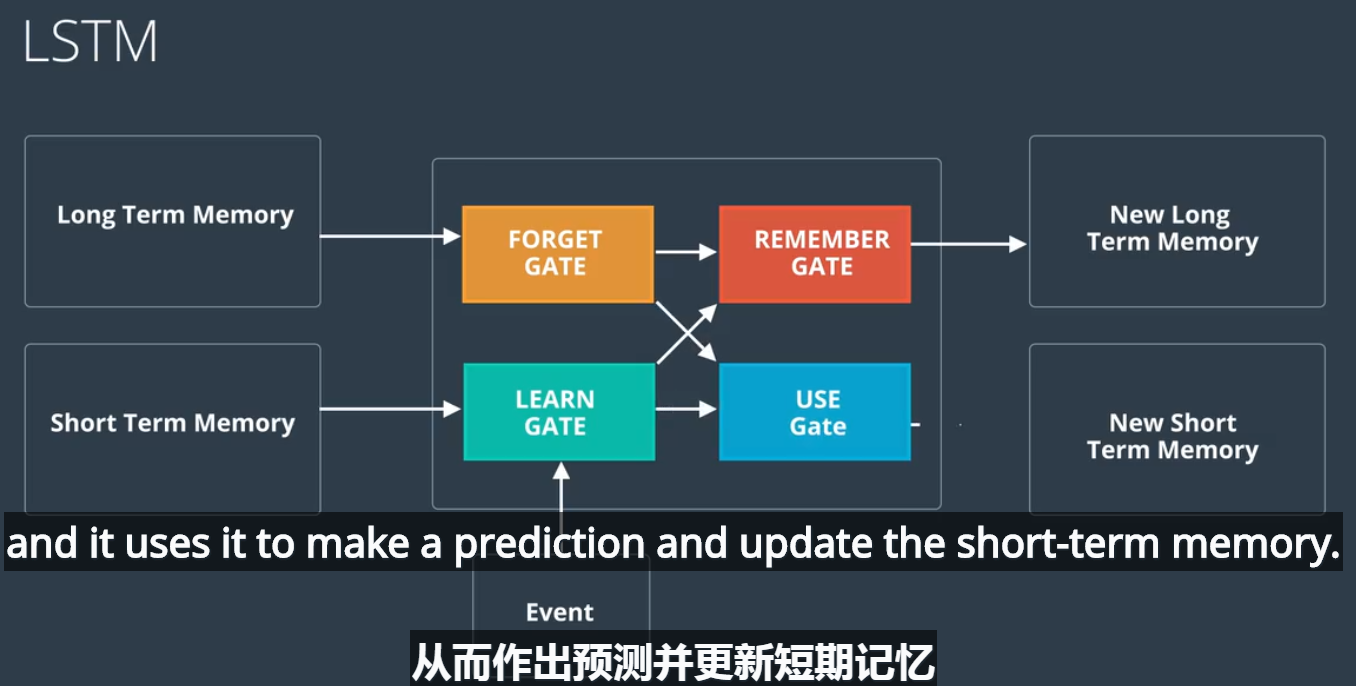 LSTM
Long Term Memory
FORGET
GATE
REMEMBER
GATE
New Long
Term Memory
Short Term Memory
LEARN
GATE
USE
Gate
New Short
Term Memory
and it uses it to make a prediction and update the short-term memory.
Event
从而作出预测并更新短期记忆